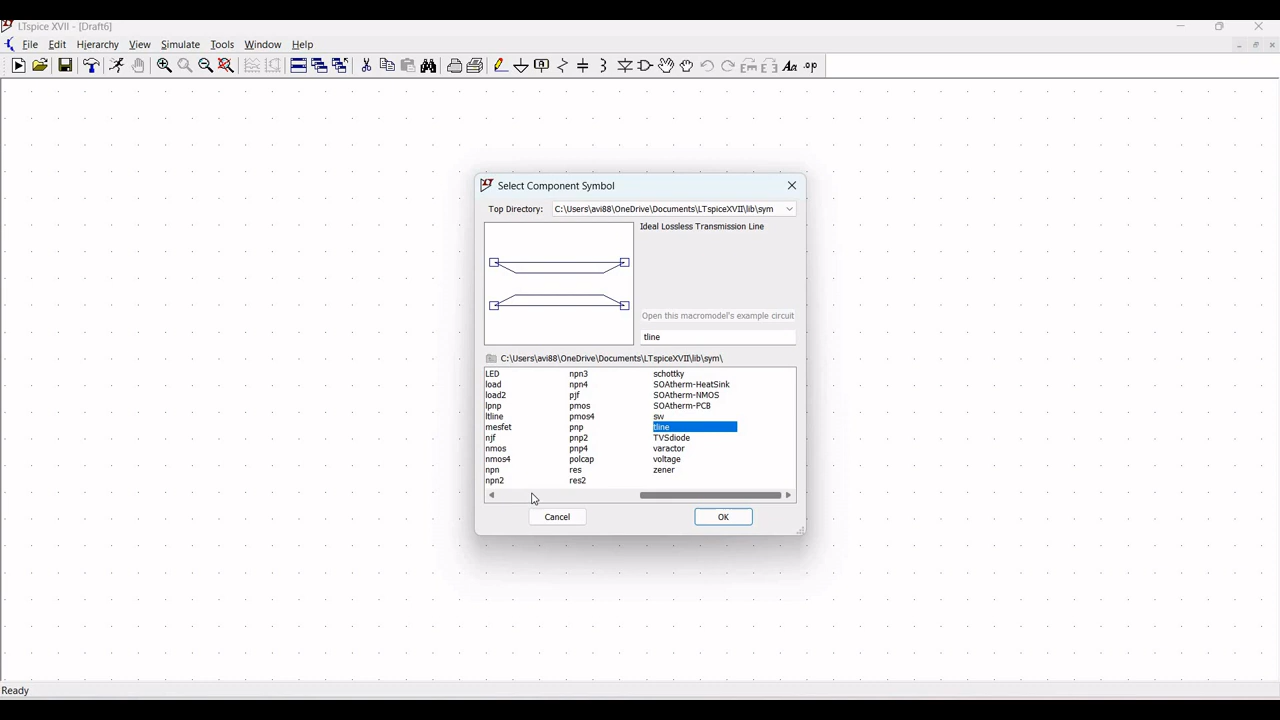 LTspice XVII - [Draft6]
File Edit Hierarchy View Simulate Tools Window Help
Aa .op
Select Component Symbol
Top Directory: C:\Users\avi88\OneDrive\Documents\LTspiceXVII\lib\sym
Ideal Lossless Transmission Line
Open this macromodel's example circuit
tline
C:\Users\avi88\OneDrive\Documents\LTspiceXVII\lib\sym\
LED npn3 schottky
load npn4 SOAtherm-HeatSink
load2 pjf SOAtherm-NMOS
lpnp pmos SOAtherm-PCB
ltline pmos4 sw
mesfet pnp tline
njf pnp2 TVSdiode
nmos pnp4 varactor
nmos4 polcap voltage
npn res zener
npn2 res2
Cancel OK
Ready